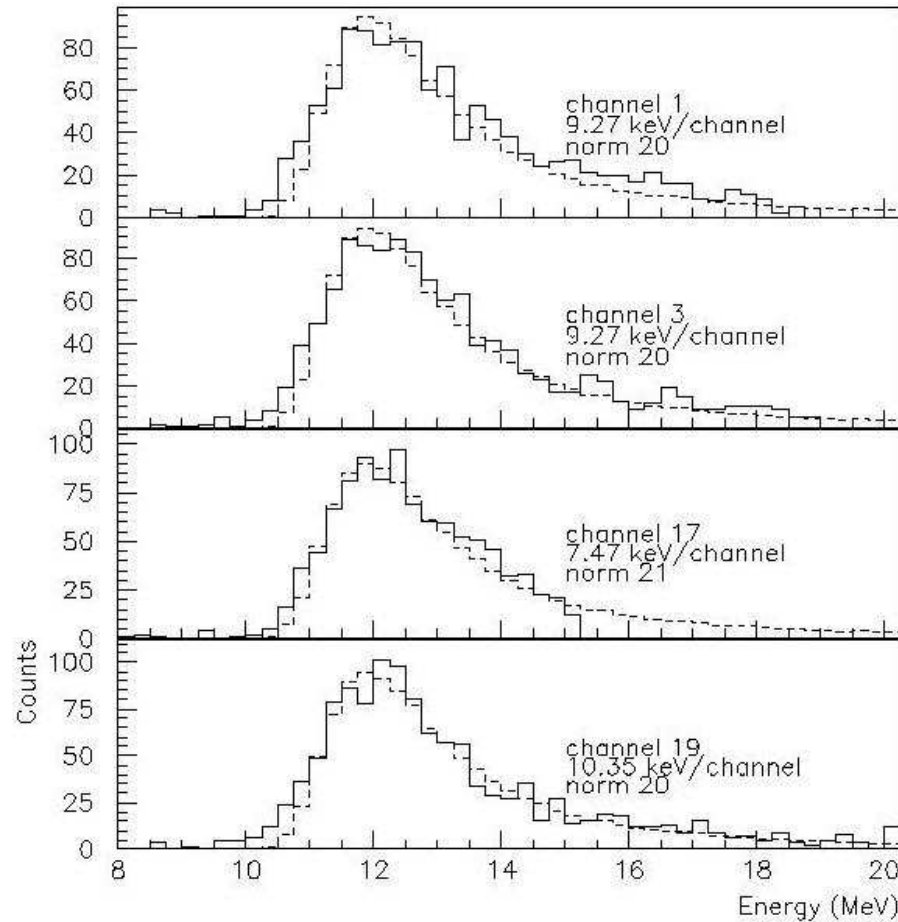 80
60
40
20
0
channel 1
9.27 keV/channel
norm 20
80
60
40
20
0
channel 3
9.27 keV/channel
norm 20
100
75
50
25
0
channel 17
7.47 keV/channel
norm 21
100
75
50
25
0
channel 19
10.35 keV/channel
norm 20
Counts
8 10 12 14 16 18 20
Energy (MeV)